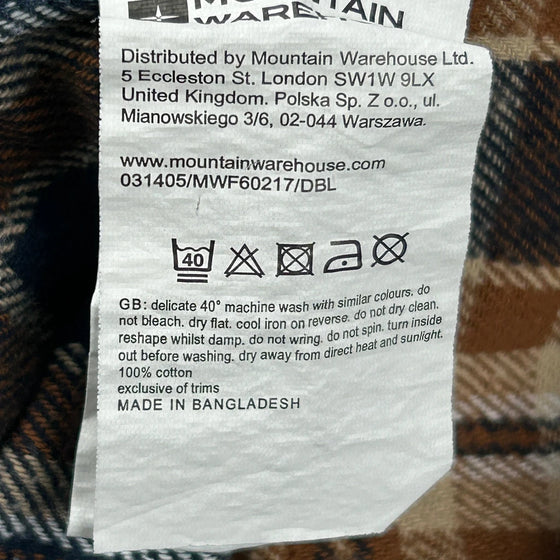 MOUNTAIN
WAREHOUSE
Distributed by Mountain Warehouse Ltd.
5 Eccleston St. London SW1W 9LX
United Kingdom. Polska Sp. Z o.o., ul.
Mianowskiego 3/6, 02-044 Warszawa.
www.mountainwarehouse.com
031405/MWF60217/DBL
40
GB: delicate 40° machine wash with similar colours. do
not bleach. dry flat. cool iron on reverse. do not dry clean.
reshape whilst damp. do not wring. do not spin. turn inside
out before washing. dry away from direct heat and sunlight.
100% cotton
exclusive of trims
MADE IN BANGLADESH